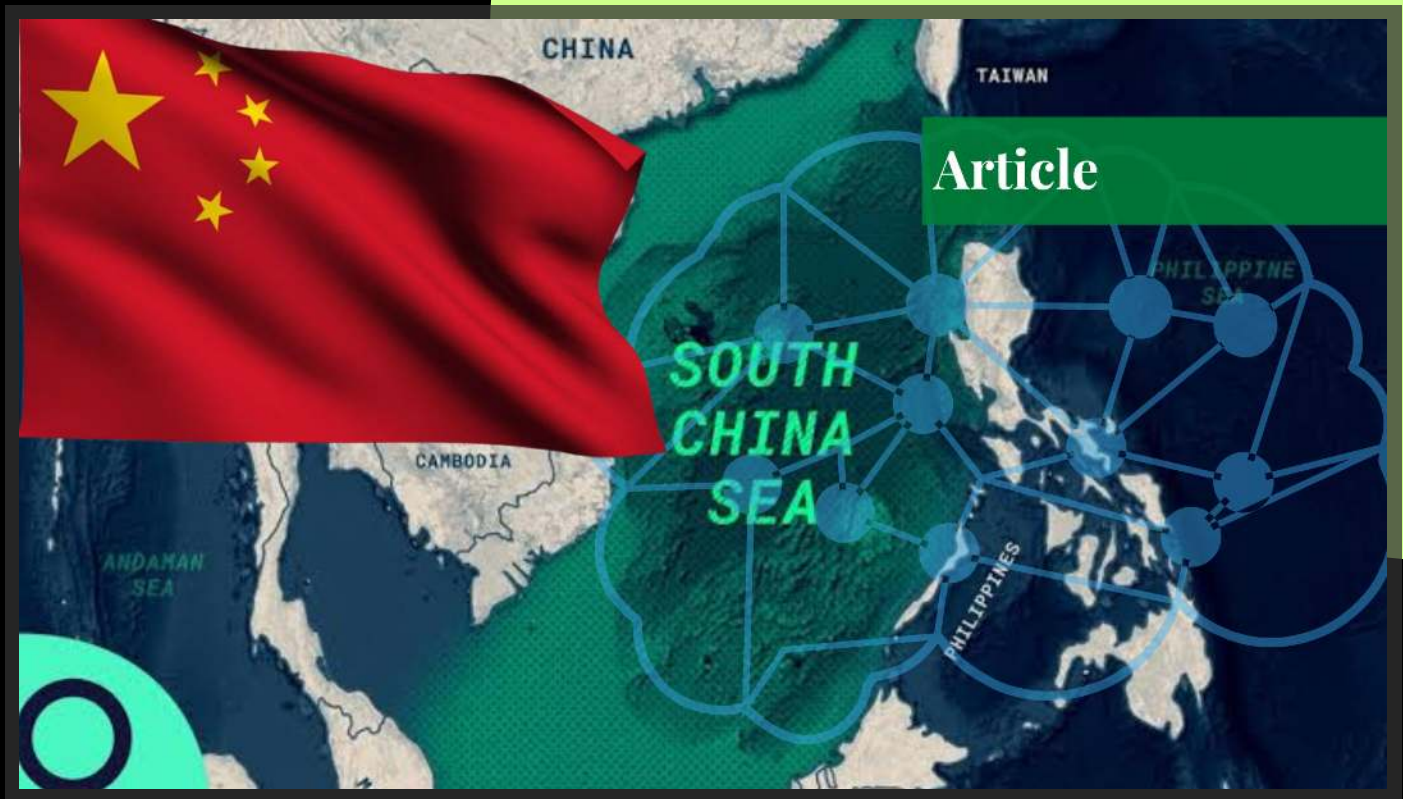 CHINA
TAIWAN
Article
PHILIPPINE
SEA
SOUTH
CHINA
SEA
CAMBODIA
ANDAMAN
SEA
PHILIPPINES